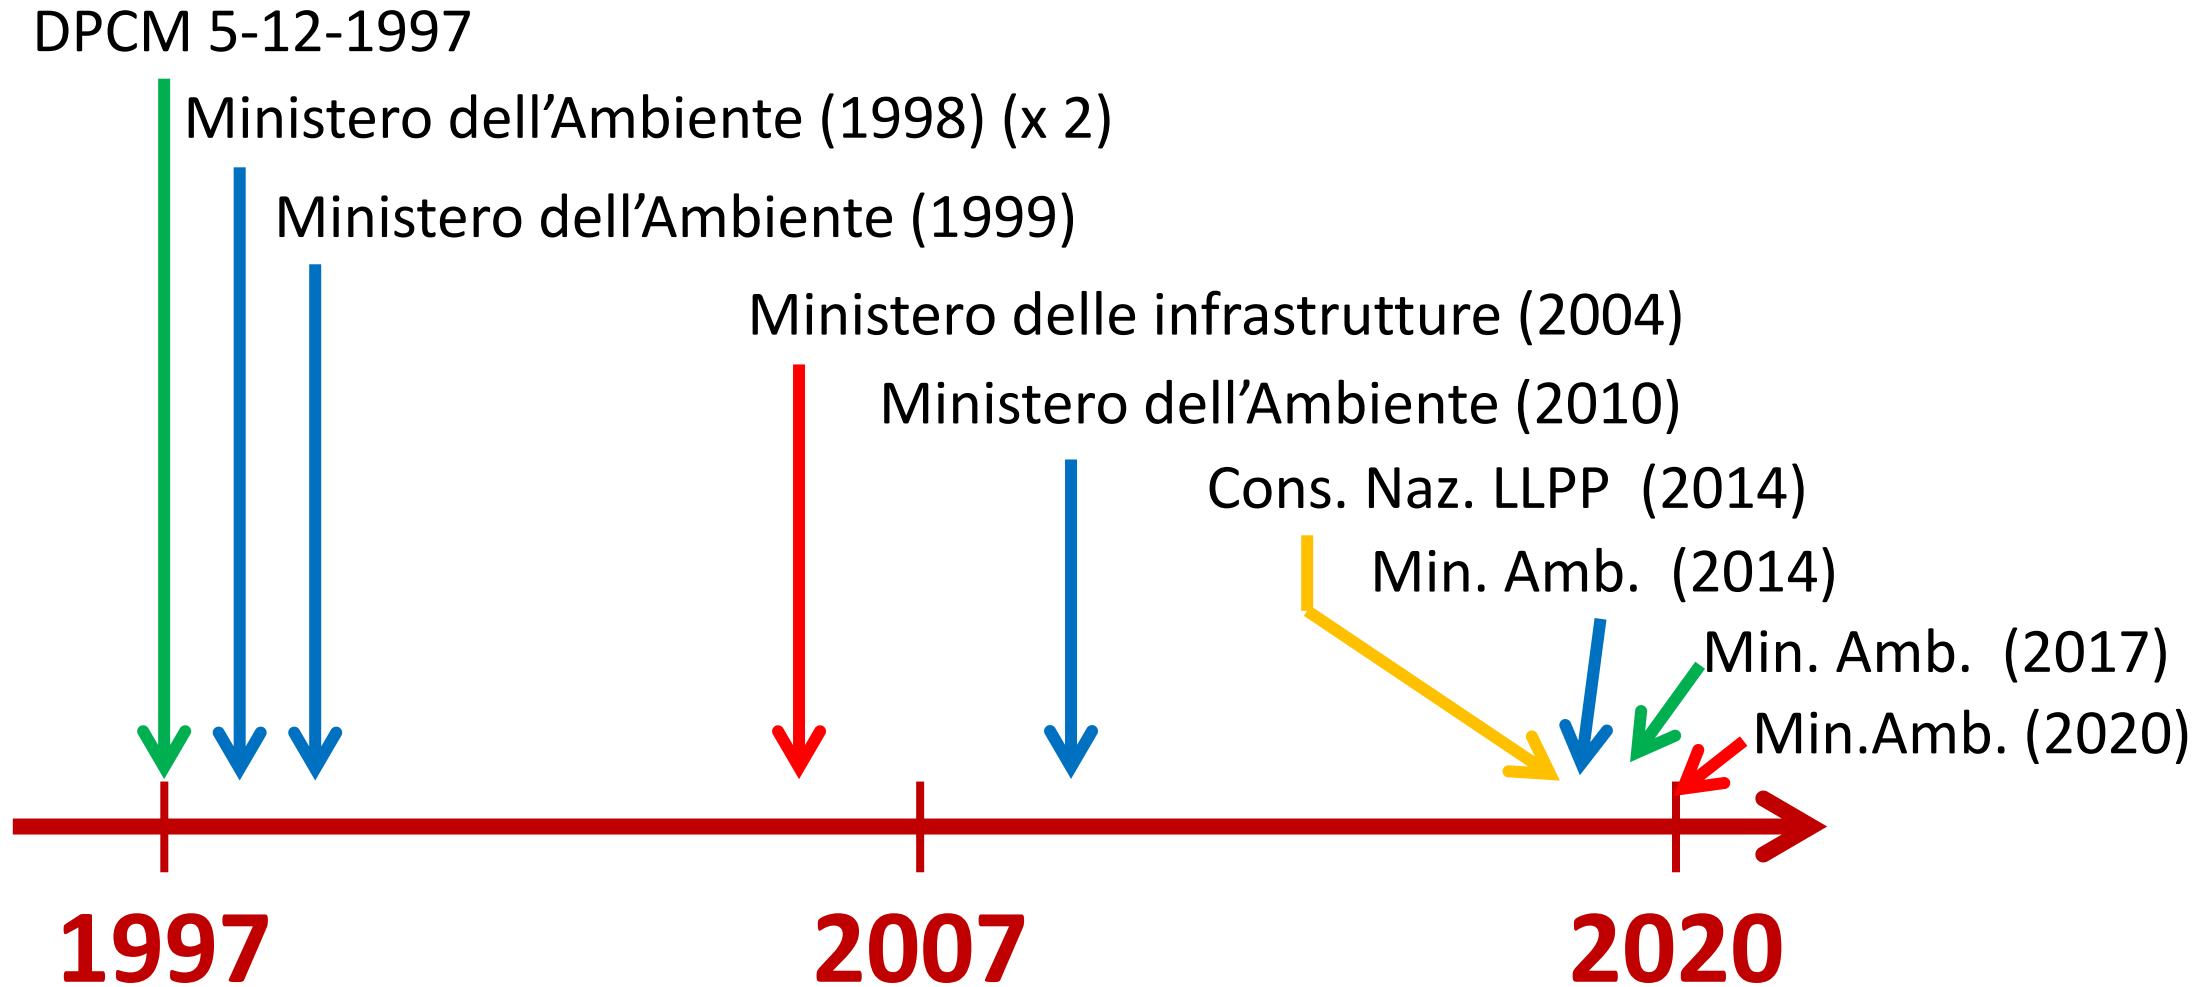 DPCM 5-12-1997
Ministero dell’Ambiente (1998) (x 2)
Ministero dell’Ambiente (1999)
Ministero delle infrastrutture (2004)
Ministero dell’Ambiente (2010)
Cons. Naz. LLPP (2014)
Min. Amb. (2014)
Min. Amb. (2017)
Min.Amb. (2020)
1997
2007
2020